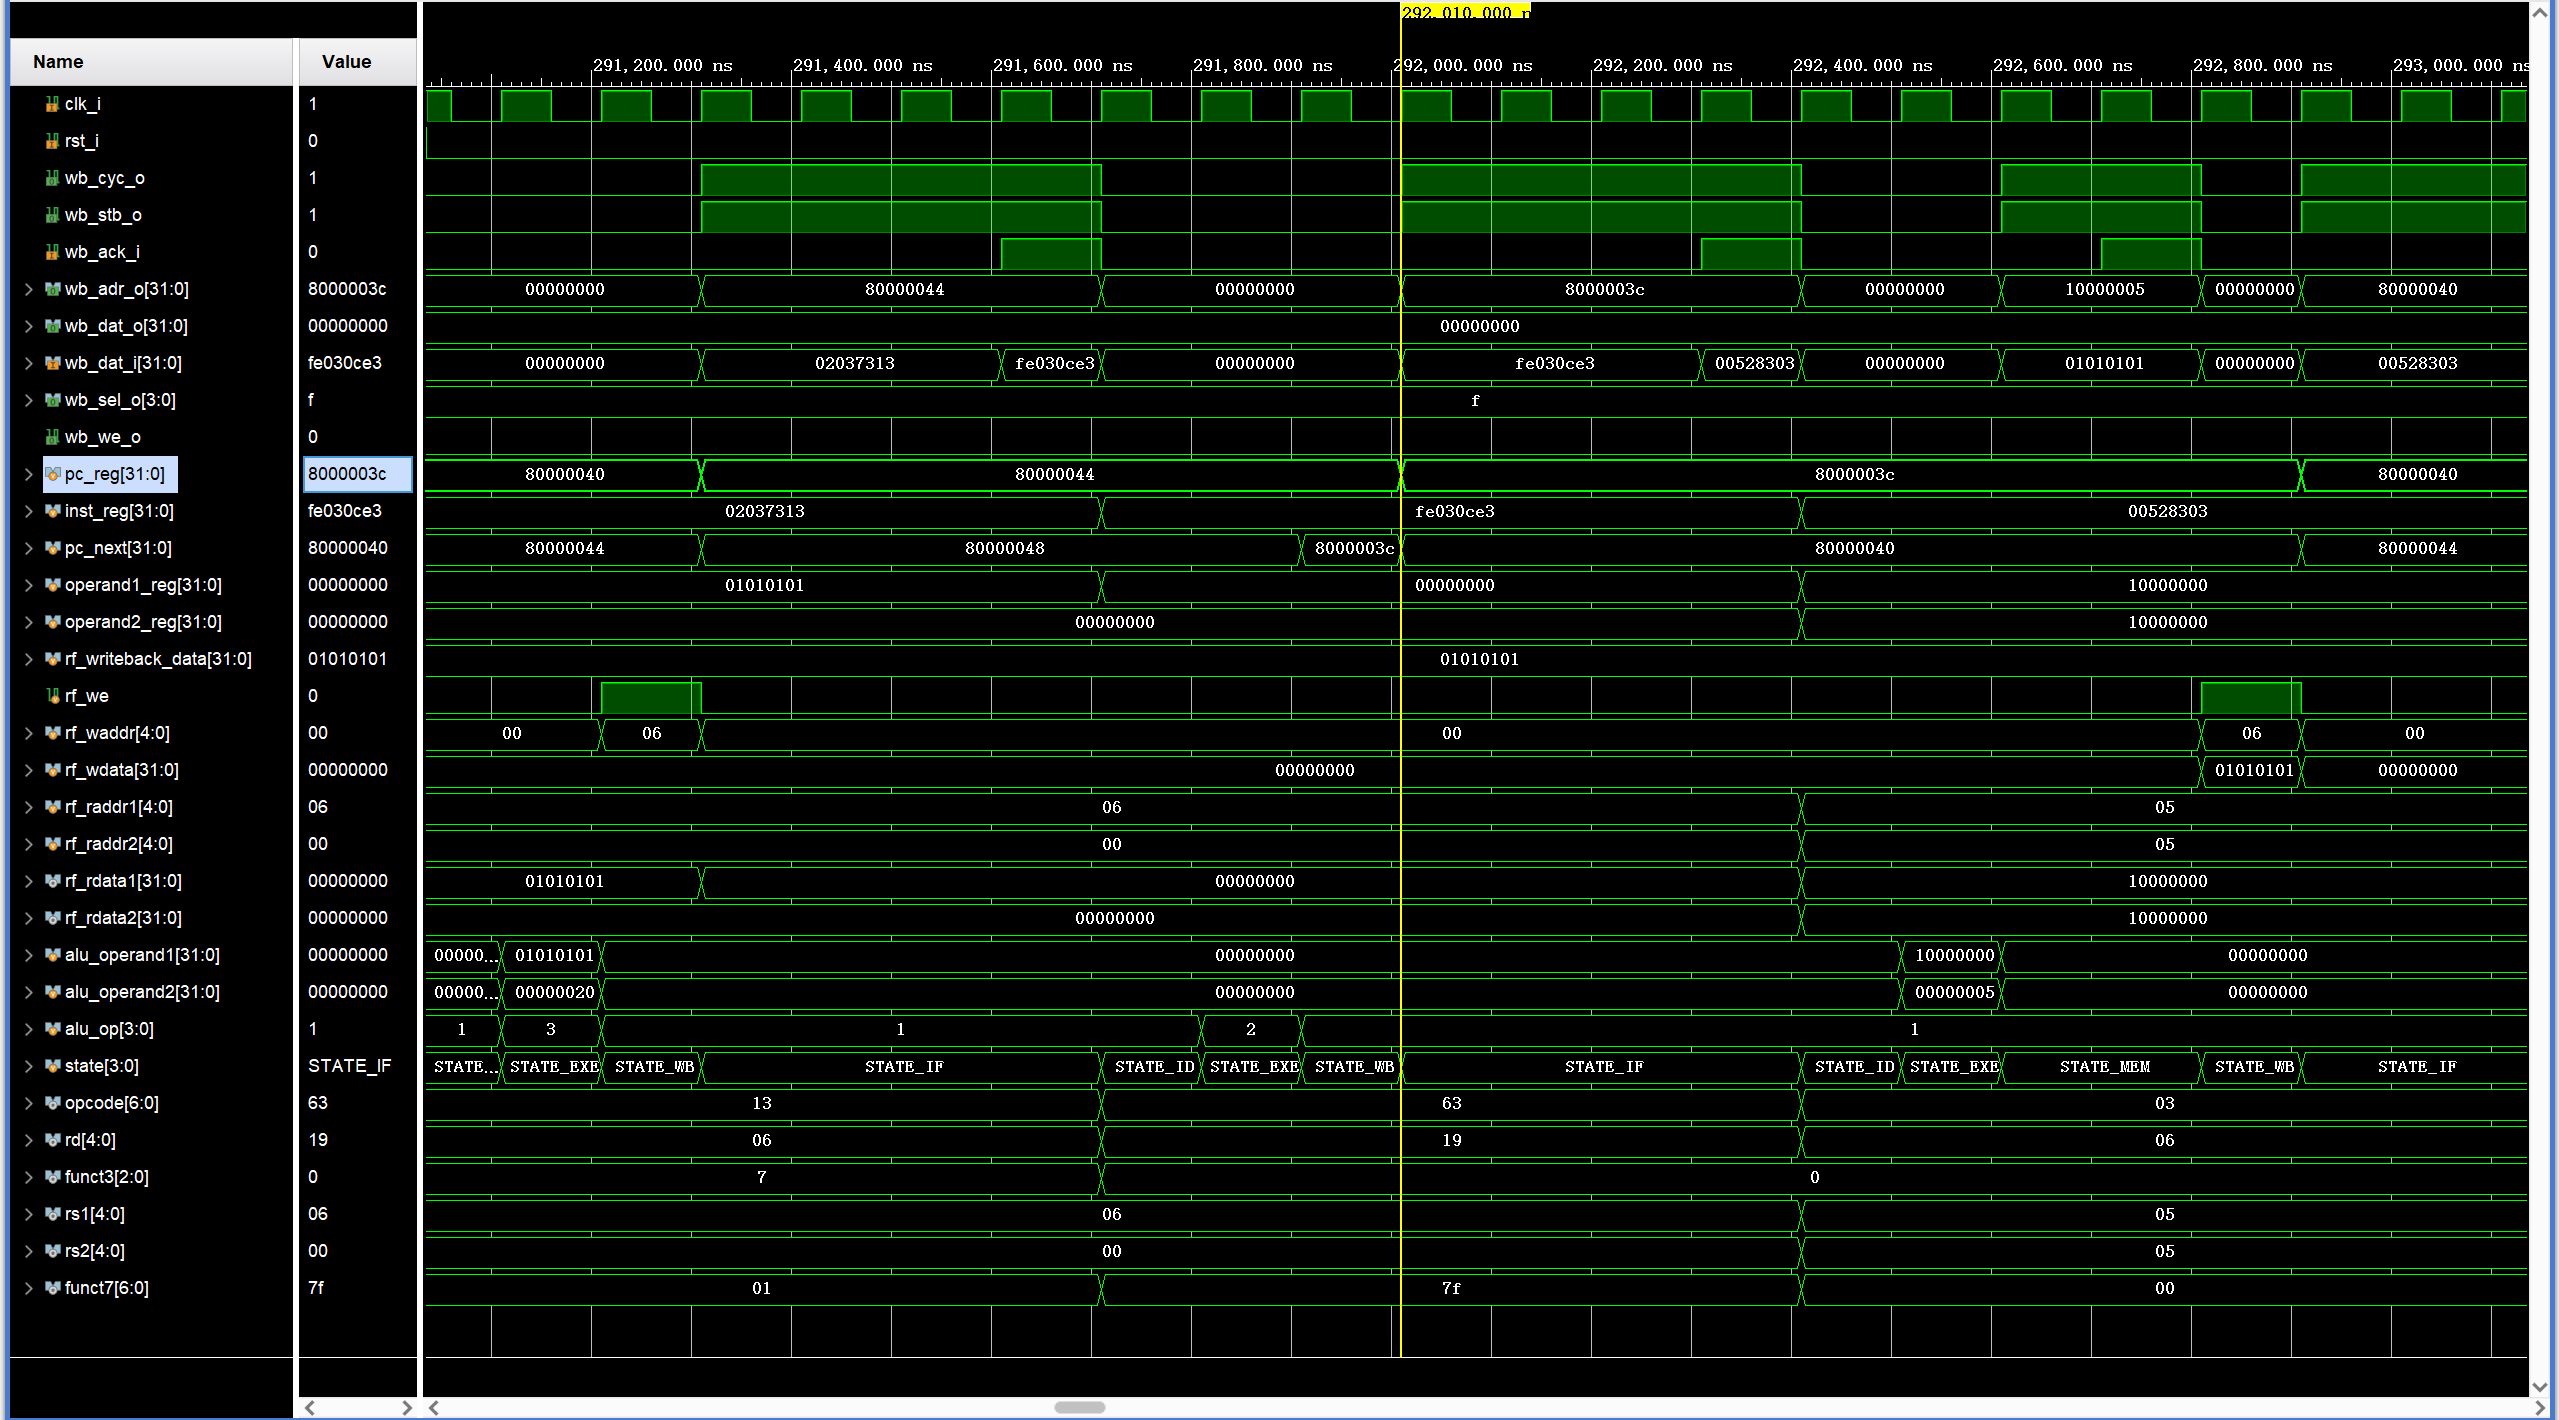 292,010.000 n
Name Value
291,200.000 ns 291,400.000 ns 291,600.000 ns 291,800.000 ns 292,000.000 ns 292,200.000 ns 292,400.000 ns 292,600.000 ns 292,800.000 ns 293,000.000 ns
clk_i 1
rst_i 0
wb_cyc_o 1
wb_stb_o 1
wb_ack_i 0
wb_adr_o[31:0] 8000003c 00000000 80000044 00000000 8000003c 00000000 10000005 00000000 80000040
wb_dat_o[31:0] 00000000 00000000
wb_dat_i[31:0] fe030ce3 00000000 02037313 fe030ce3 00000000 fe030ce3 00528303 00000000 01010101 00000000 00528303
wb_sel_o[3:0] f f
wb_we_o 0
pc_reg[31:0] 8000003c 80000040 80000044 8000003c 80000040
inst_reg[31:0] fe030ce3 02037313 fe030ce3 00528303
pc_next[31:0] 80000040 80000044 80000048 8000003c 80000040 80000044
operand1_reg[31:0] 00000000 01010101 00000000 10000000
operand2_reg[31:0] 00000000 00000000 10000000
rf_writeback_data[31:0] 01010101 01010101
rf_we 0
rf_waddr[4:0] 00 00 06 00 06 00
rf_wdata[31:0] 00000000 00000000 01010101 00000000
rf_raddr1[4:0] 06 06 05
rf_raddr2[4:0] 00 00 05
rf_rdata1[31:0] 00000000 01010101 00000000 10000000
rf_rdata2[31:0] 00000000 00000000 10000000
alu_operand1[31:0] 00000000 00000... 01010101 00000000 10000000 00000000
alu_operand2[31:0] 00000000 00000... 00000020 00000000 00000005 00000000
alu_op[3:0] 1 1 3 1 2 1
state[3:0] STATE_IF STATE... STATE_EXE STATE_WB STATE_IF STATE_ID STATE_EXE STATE_WB STATE_IF STATE_ID STATE_EXE STATE_MEM STATE_WB STATE_IF
opcode[6:0] 63 13 63 03
rd[4:0] 19 06 19 06
funct3[2:0] 0 7 0
rs1[4:0] 06 06 05
rs2[4:0] 00 00 05
funct7[6:0] 7f 01 7f 00